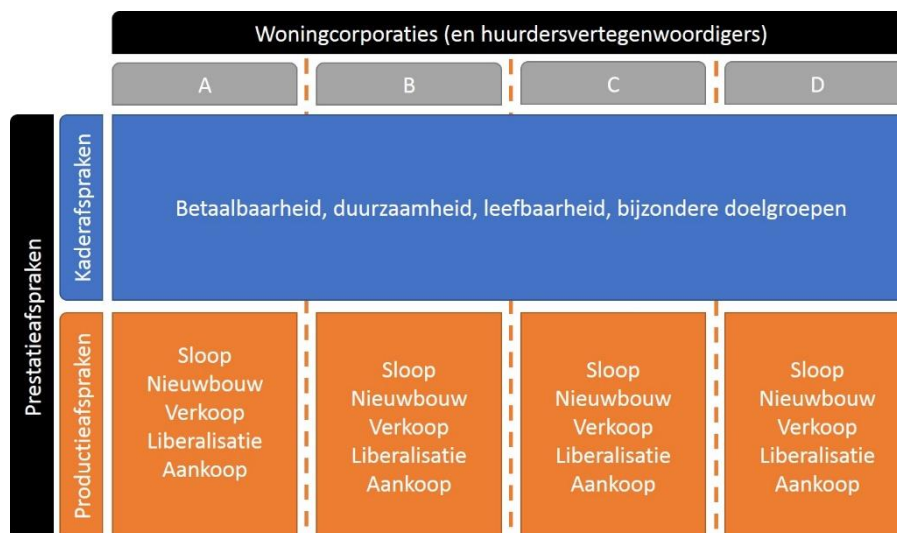 Woningcorporaties (en huurdersvertegenwoordigers)
A
B
C
D
Prestatieafspraken
Kaderafspraken
Betaalbaarheid, duurzaamheid, leefbaarheid, bijzondere doelgroepen
Productieafspraken
Sloop
Nieuwbouw
Verkoop
Liberalisatie
Aankoop
Sloop
Nieuwbouw
Verkoop
Liberalisatie
Aankoop
Sloop
Nieuwbouw
Verkoop
Liberalisatie
Aankoop
Sloop
Nieuwbouw
Verkoop
Liberalisatie
Aankoop